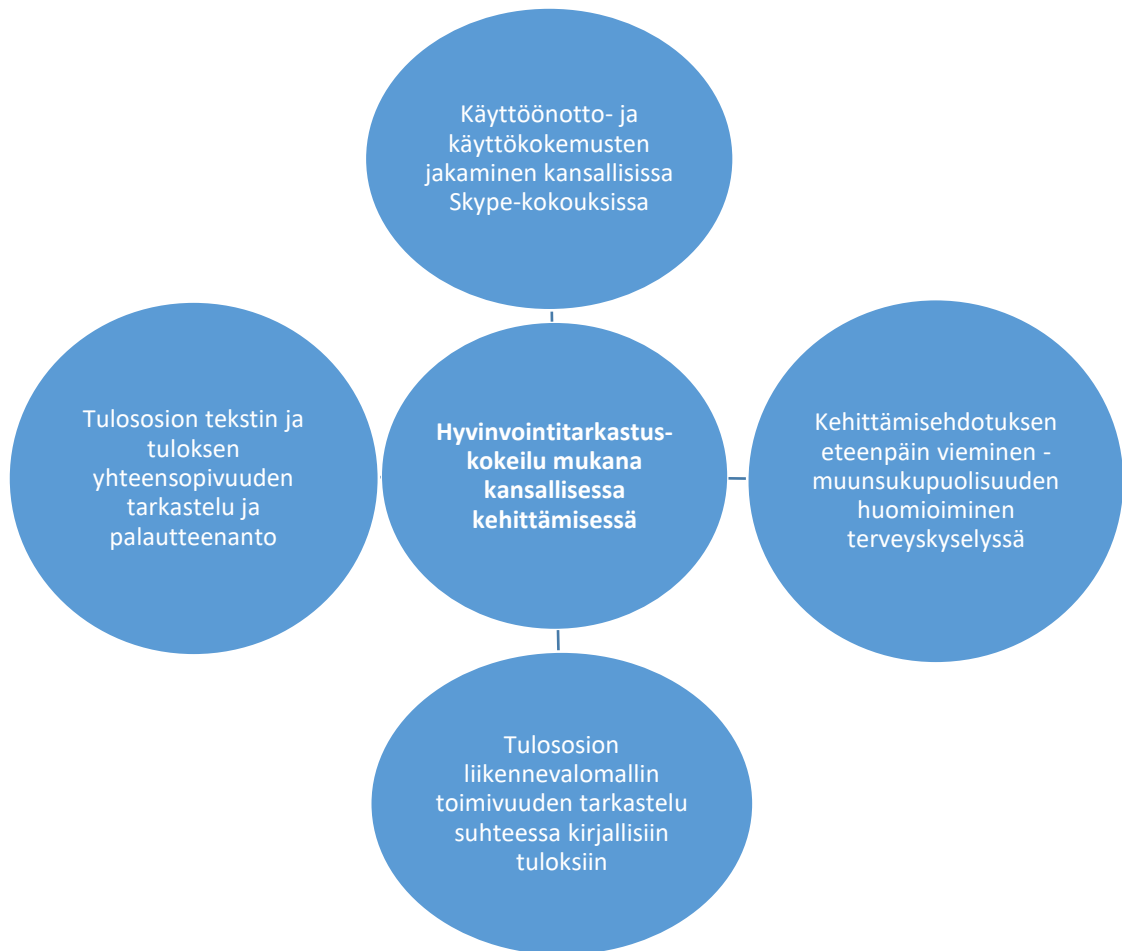 Käyttöönotto- ja
käyttökokemusten
jakaminen kansallisissa
Skype-kokouksissa
Tulososion tekstin ja
tuloksen
yhteensopivuuden
tarkastelu ja
palautteenanto
Hyvinvointitarkastus-
kokeilu mukana
kansallisessa
kehittämisessä
Kehittämisehdotuksen
eteenpäin vieminen -
muunsukupuolisuuden
huomioiminen
terveyskyselyssä
Tulososion
liikennevalomallin
toimivuuden tarkastelu
suhteessa kirjallisiin
tuloksiin